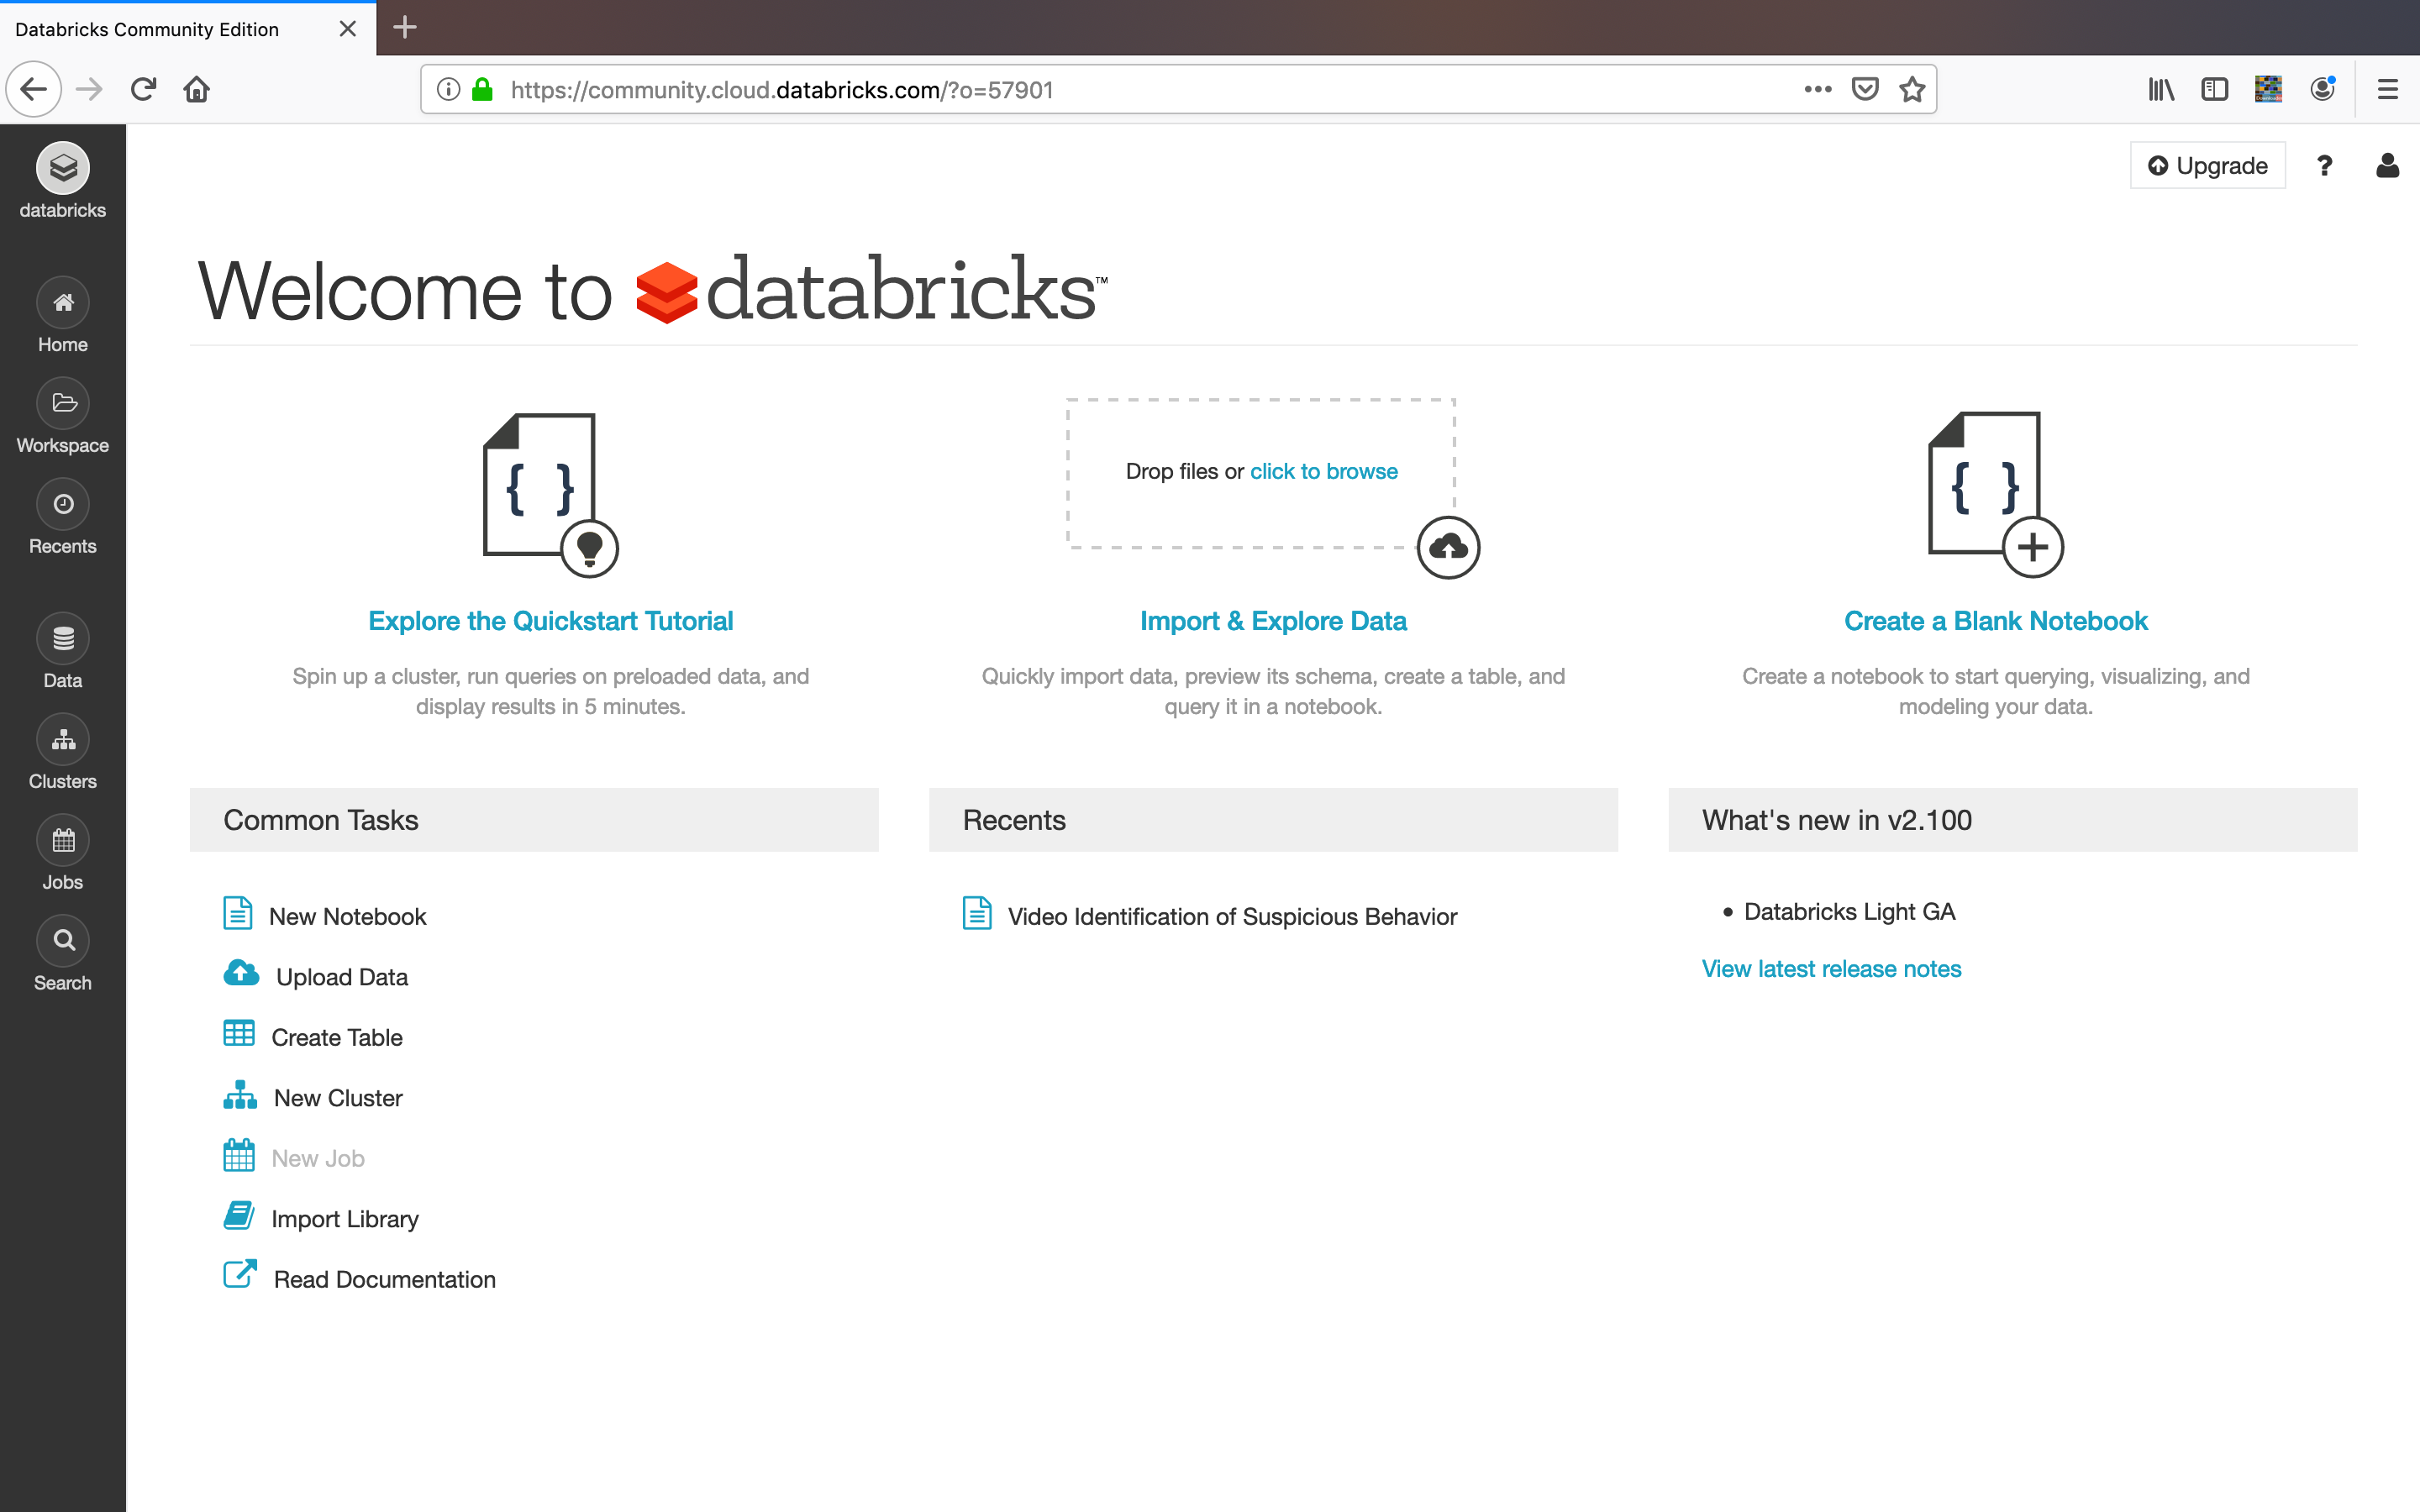 Databricks Community Edition
https://community.cloud.databricks.com/?o=57901
databricks
Home
Workspace
Recents
Data
Clusters
Jobs
Search
Upgrade
?
Welcome to databricks™
{ }
Explore the Quickstart Tutorial
Spin up a cluster, run queries on preloaded data, and
display results in 5 minutes.
Drop files or click to browse
Import & Explore Data
Quickly import data, preview its schema, create a table, and
query it in a notebook.
{ }
Create a Blank Notebook
Create a notebook to start querying, visualizing, and
modeling your data.
Common Tasks
New Notebook
Upload Data
Create Table
New Cluster
New Job
Import Library
Read Documentation
Recents
Video Identification of Suspicious Behavior
What's new in v2.100
• Databricks Light GA
View latest release notes